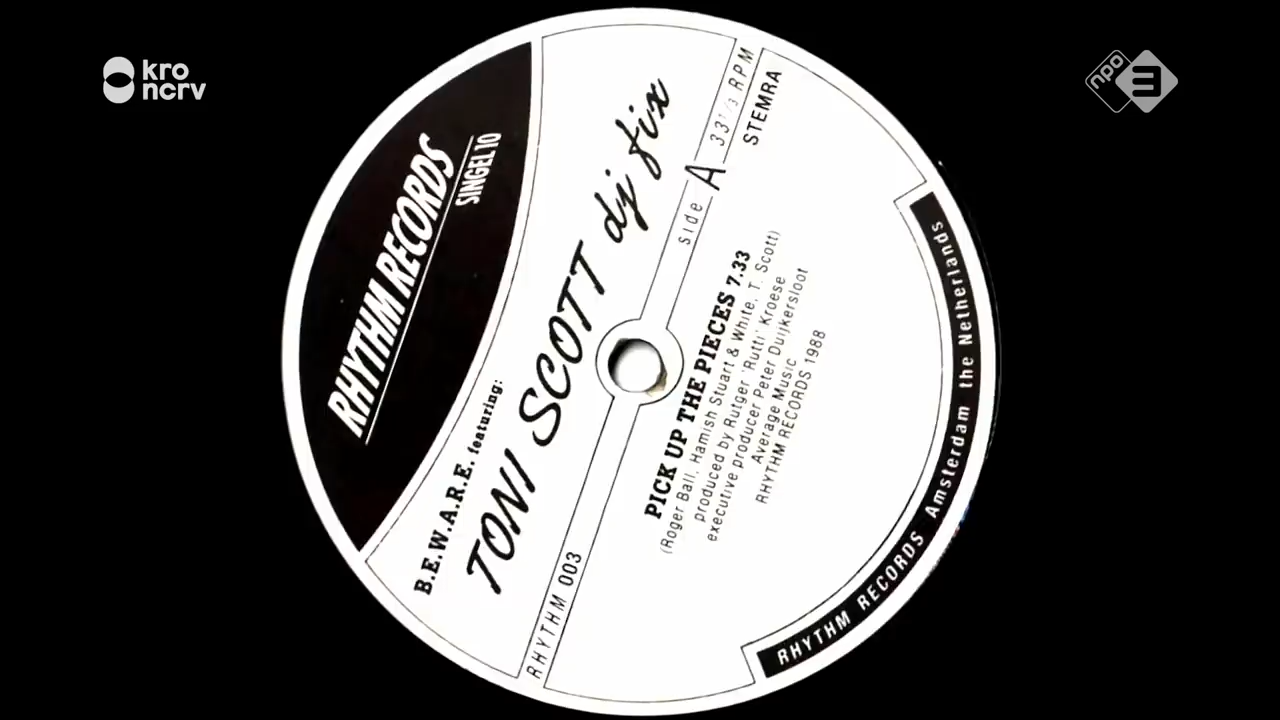 kro
ncrv
npo
3
RHYTHM RECORDS
SINGEL 10
B.E.W.A.R.E. featuring:
TONI SCOTT dj fix
RHYTHM 003
side A
33 1/3 RPM
STEMRA
PICK UP THE PIECES 7.33
(Roger Ball, Hamish Stuart & White, T. Scott)
produced by Rutger 'Rutti' Kroese
executive producer Peter Duijkersloot
Average Music
RHYTHM RECORDS 1988
RHYTHM RECORDS Amsterdam the Netherlands